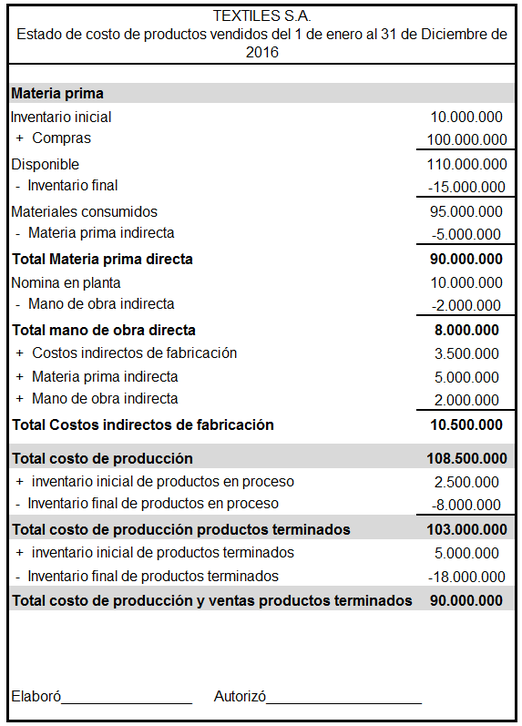 TEXTILES S.A.
Estado de costo de productos vendidos del 1 de enero al 31 de Diciembre de
2016
Materia prima
Inventario inicial 10.000.000
+ Compras 100.000.000
Disponible 110.000.000
- Inventario final -15.000.000
Materiales consumidos 95.000.000
- Materia prima indirecta -5.000.000
Total Materia prima directa 90.000.000
Nomina en planta 10.000.000
- Mano de obra indirecta -2.000.000
Total mano de obra directa 8.000.000
+ Costos indirectos de fabricación 3.500.000
+ Materia prima indirecta 5.000.000
+ Mano de obra indirecta 2.000.000
Total Costos indirectos de fabricación 10.500.000
Total costo de producción 108.500.000
+ inventario inicial de productos en proceso 2.500.000
- Inventario final de productos en proceso -8.000.000
Total costo de producción productos terminados 103.000.000
+ inventario inicial de productos terminados 5.000.000
- Inventario final de productos terminados -18.000.000
Total costo de producción y ventas productos terminados 90.000.000
Elaboró________________ Autorizó____________________